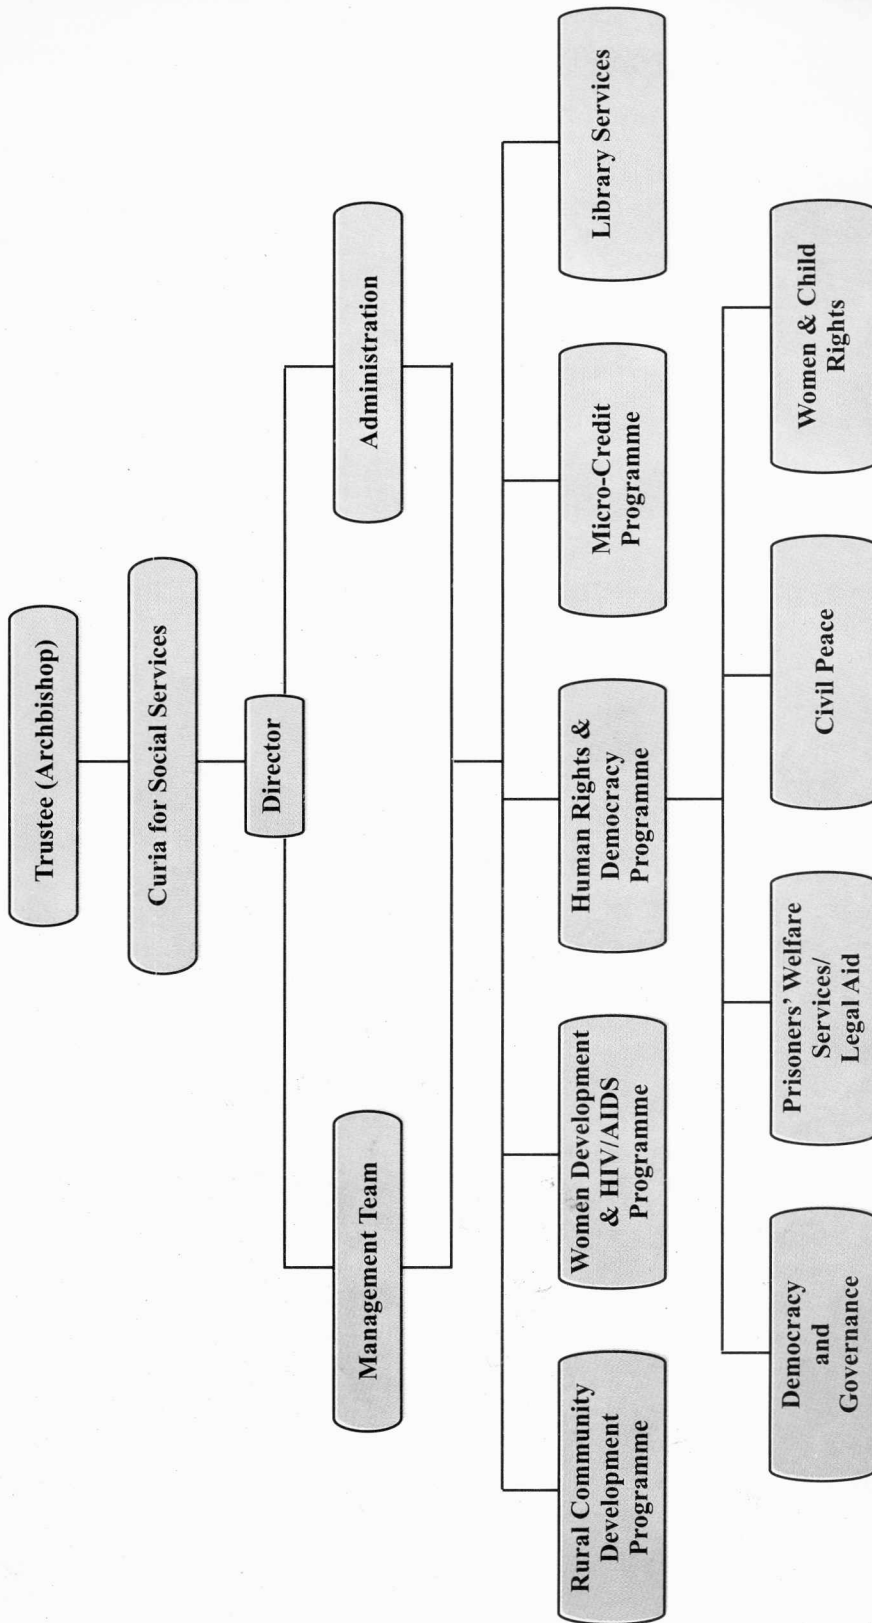 Trustee (Archbishop)
Curia for Social Services
Director
Management Team
Administration
Rural Community
Development
Programme
Women Development
& HIV/AIDS
Programme
Human Rights &
Democracy
Programme
Micro-Credit
Programme
Library Services
Democracy
and
Governance
Prisoners’ Welfare
Services/
Legal Aid
Civil Peace
Women & Child
Rights